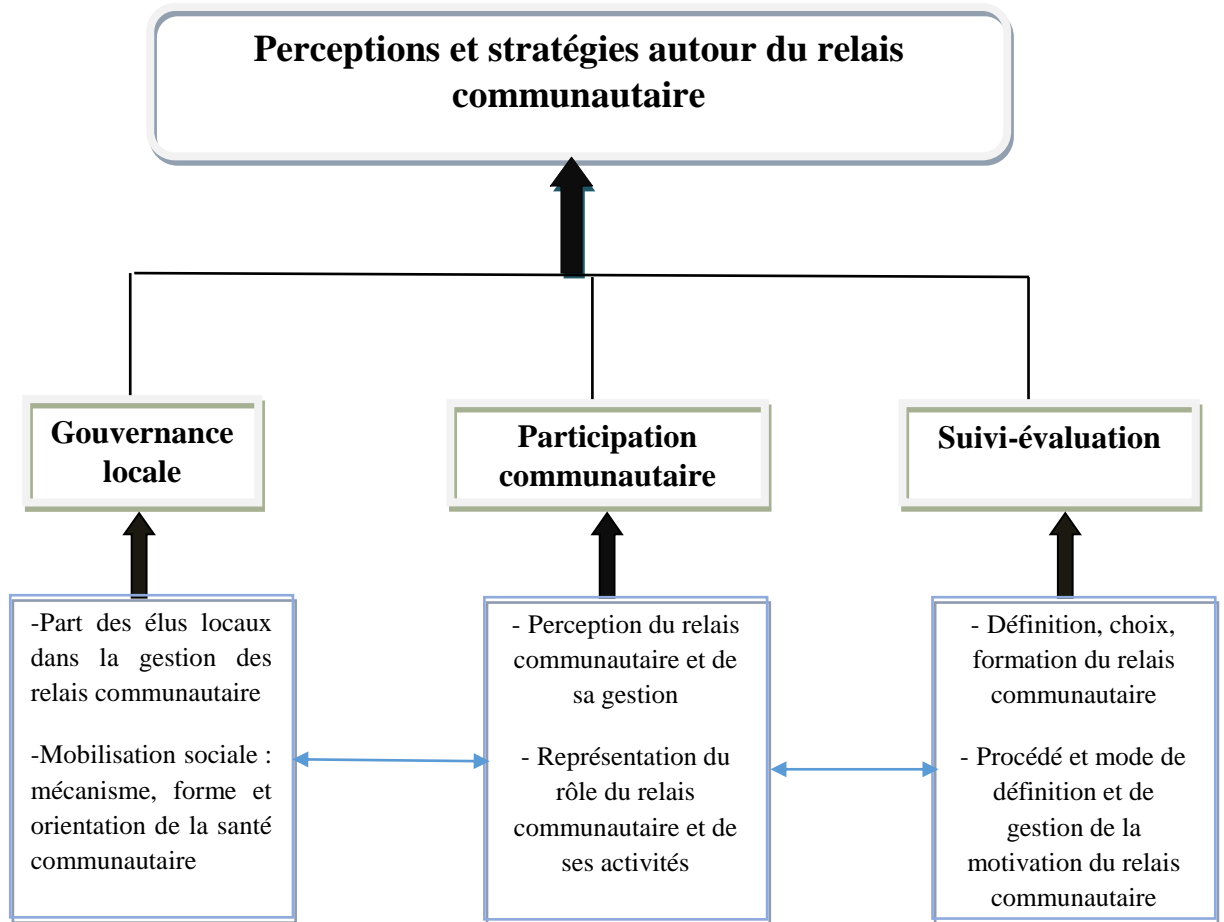 Perceptions et stratégies autour du relais
communautaire
Gouvernance
locale
Participation
communautaire
Suivi-évaluation
-Part des élus locaux
dans la gestion des
relais communautaire
-Mobilisation sociale :
mécanisme, forme et
orientation de la santé
communautaire
- Perception du relais
communautaire et de
sa gestion
- Représentation du
rôle du relais
communautaire et de
ses activités
- Définition, choix,
formation du relais
communautaire
- Procédé et mode de
définition et de
gestion de la
motivation du relais
communautaire